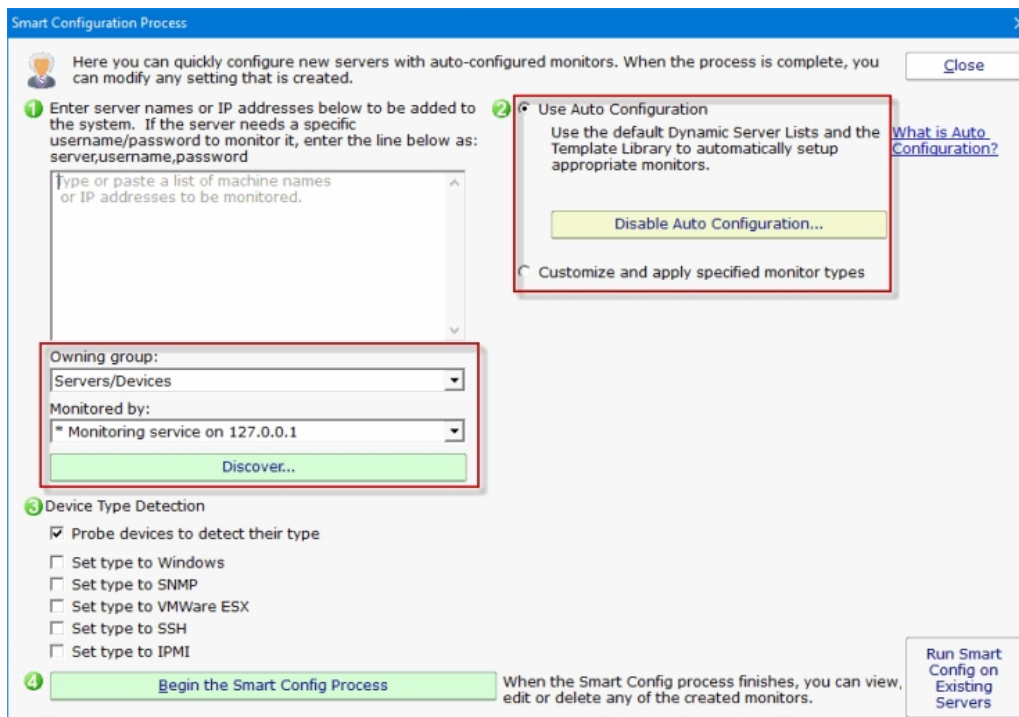 Smart Configuration Process
Here you can quickly configure new servers with auto-configured monitors. When the process is complete, you
can modify any setting that is created.
Close
1 Enter server names or IP addresses below to be added to
the system. If the server needs a specific
username/password to monitor it, enter the line below as:
server,username,password
Type or paste a list of machine names
or IP addresses to be monitored.
Owning group:
Servers/Devices
Monitored by:
* Monitoring service on 127.0.0.1
Discover...
2 Use Auto Configuration
Use the default Dynamic Server Lists and the
Template Library to automatically setup
appropriate monitors.
Disable Auto Configuration...
Customize and apply specified monitor types
What is Auto
Configuration?
3 Device Type Detection
Probe devices to detect their type
Set type to Windows
Set type to SNMP
Set type to VMWare ESX
Set type to SSH
Set type to IPMI
4 Begin the Smart Config Process
When the Smart Config process finishes, you can view,
edit or delete any of the created monitors.
Run Smart
Config on
Existing
Servers